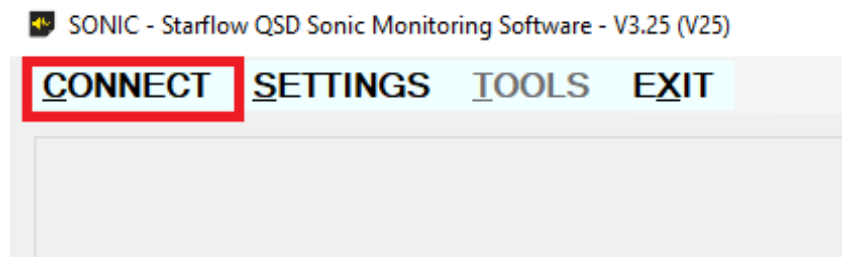 SONIC - Starflow QSD Sonic Monitoring Software - V3.25 (V25)
CONNECT SETTINGS TOOLS EXIT